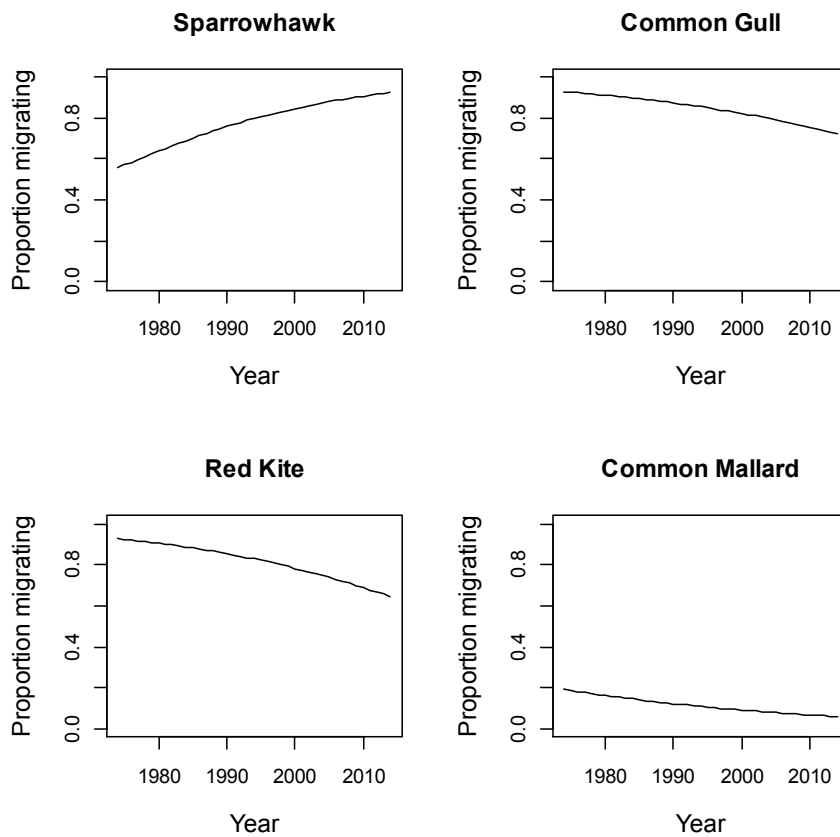 Sparrowhawk
Proportion migrating
0.0 0.4 0.8
1980 1990 2000 2010
Year
Common Gull
Proportion migrating
0.0 0.4 0.8
1980 1990 2000 2010
Year
Red Kite
Proportion migrating
0.0 0.4 0.8
1980 1990 2000 2010
Year
Common Mallard
Proportion migrating
0.0 0.4 0.8
1980 1990 2000 2010
Year